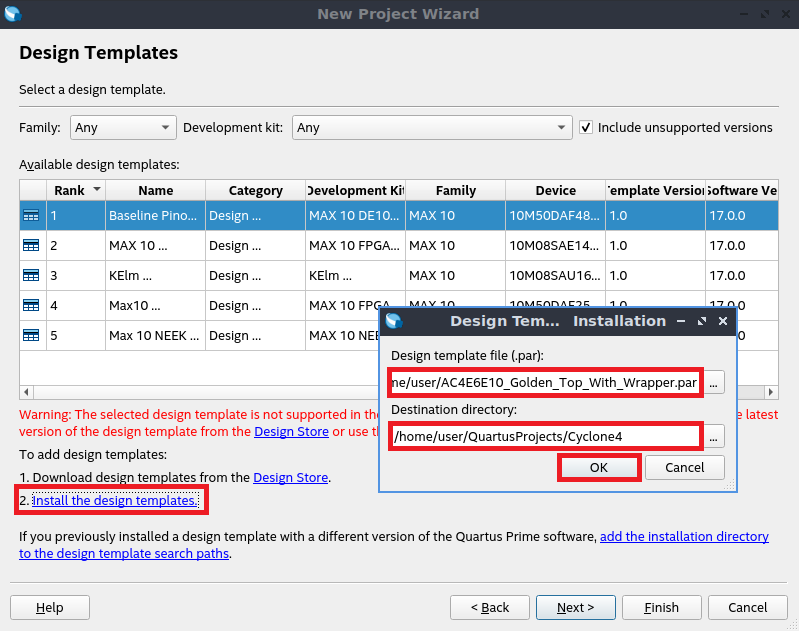 New Project Wizard
Design Templates
Select a design template.
Family: Any Development kit: Any Include unsupported versions
Available design templates:
Rank Name Category Development Kit Family Device Template Version Software Ve
1 Baseline Pino... Design ... MAX 10 DE10... MAX 10 10M50DAF48... 1.0 17.0.0
2 MAX 10 ... Design ... MAX 10 FPGA... MAX 10 10M08SAE14... 1.0 17.0.0
3 KElm ... Design ... KElm ... MAX 10 10M08SAU16... 1.0 17.0.0
4 Max10 ... Design ... MAX 10 FPGA MAX 10 10M50DAF25 1.0 17.0.0
5 Max 10 NEEK ... Design ... MAX 10 NEE 0
Design Tem... Installation
Design template file (.par):
me/user/AC4E6E10_Golden_Top_With_Wrapper.par ...
Destination directory:
/home/user/QuartusProjects/Cyclone4 ...
OK Cancel
Warning: The selected design template is not supported in the e latest
version of the design template from the Design Store or use th
To add design templates:
1. Download design templates from the Design Store.
2. Install the design templates.
If you previously installed a design template with a different version of the Quartus Prime software, add the installation directory
to the design template search paths.
Help < Back Next > Finish Cancel